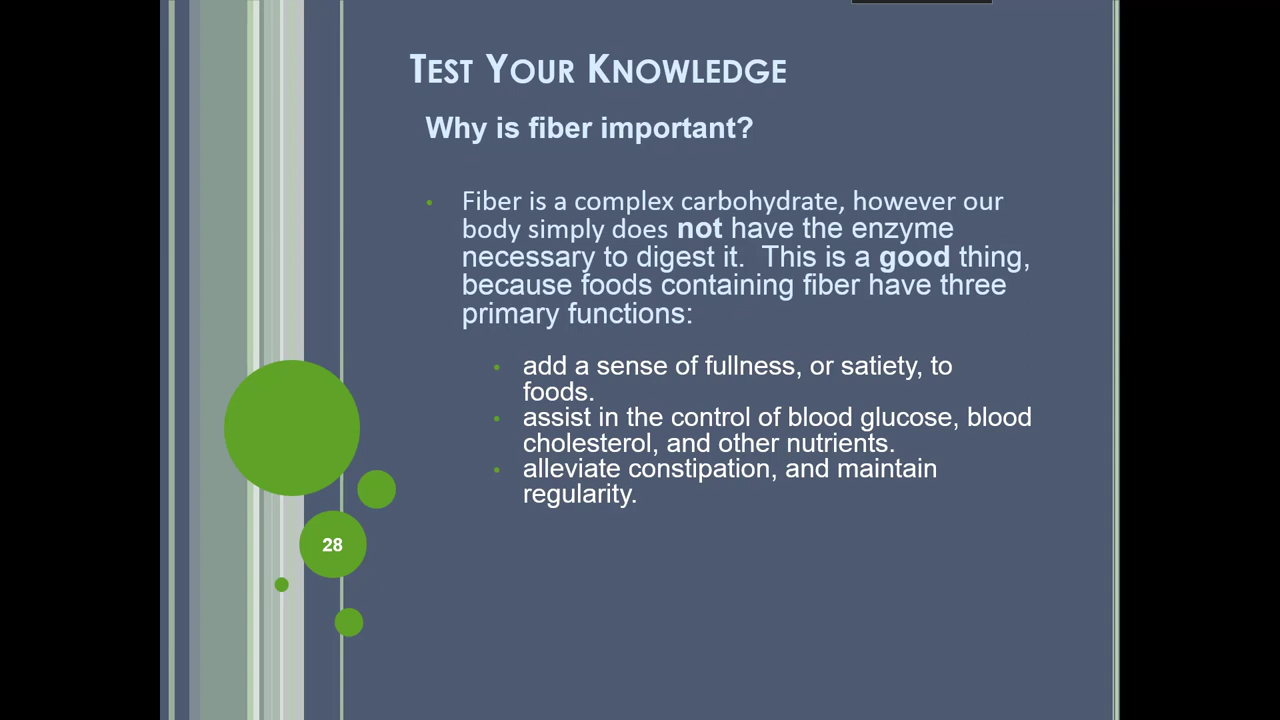 TEST YOUR KNOWLEDGE
Why is fiber important?
• Fiber is a complex carbohydrate, however our
body simply does not have the enzyme
necessary to digest it.  This is a good thing,
because foods containing fiber have three
primary functions:
• add a sense of fullness, or satiety, to
foods.
• assist in the control of blood glucose, blood
cholesterol, and other nutrients.
• alleviate constipation, and maintain
regularity.
28